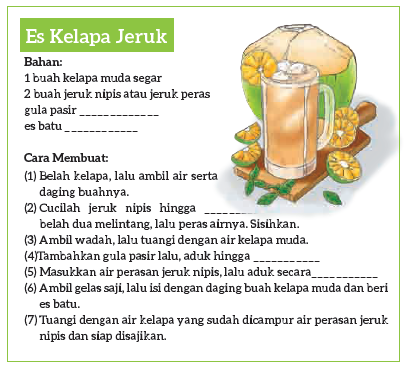 Es Kelapa Jeruk
Bahan:
1 buah kelapa muda segar
2 buah jeruk nipis atau jeruk peras
gula pasir _____________
es batu ____________
Cara Membuat:
(1) Belah kelapa, lalu ambil air serta
daging buahnya.
(2) Cucilah jeruk nipis hingga ________
belah dua melintang, lalu peras airnya. Sisihkan.
(3) Ambil wadah, lalu tuangi dengan air kelapa muda.
(4)Tambahkan gula pasir lalu, aduk hingga ___________
(5) Masukkan air perasan jeruk nipis, lalu aduk secara___________
(6) Ambil gelas saji, lalu isi dengan daging buah kelapa muda dan beri
es batu.
(7) Tuangi dengan air kelapa yang sudah dicampur air perasan jeruk
nipis dan siap disajikan.